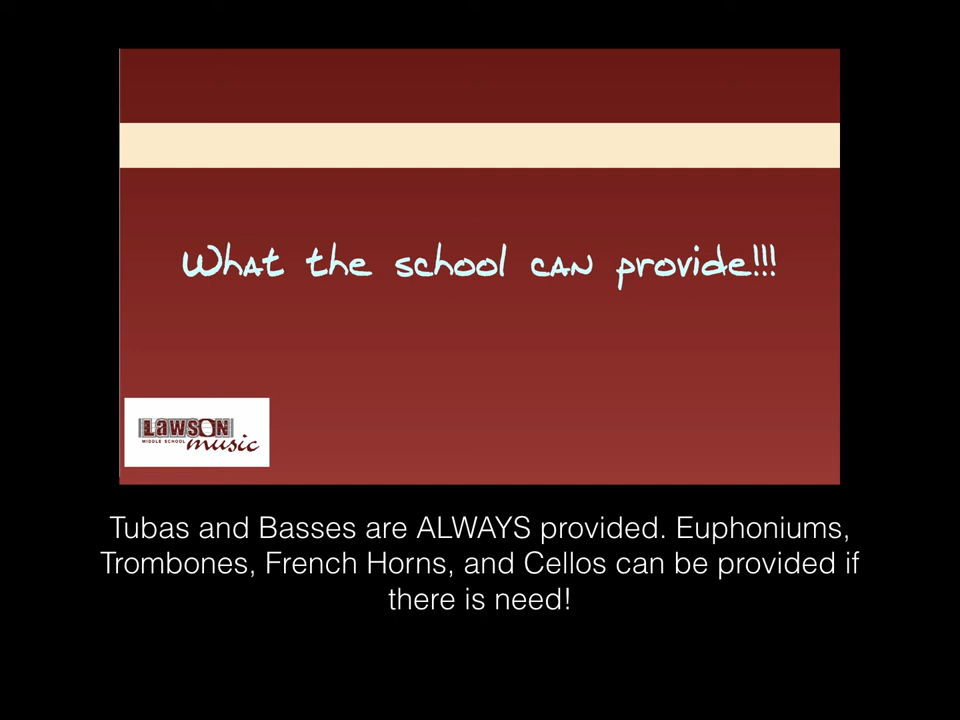 What the school can provide!!!
LAWSON
MIDDLE SCHOOL
music
Tubas and Basses are ALWAYS provided. Euphoniums,
Trombones, French Horns, and Cellos can be provided if
there is need!